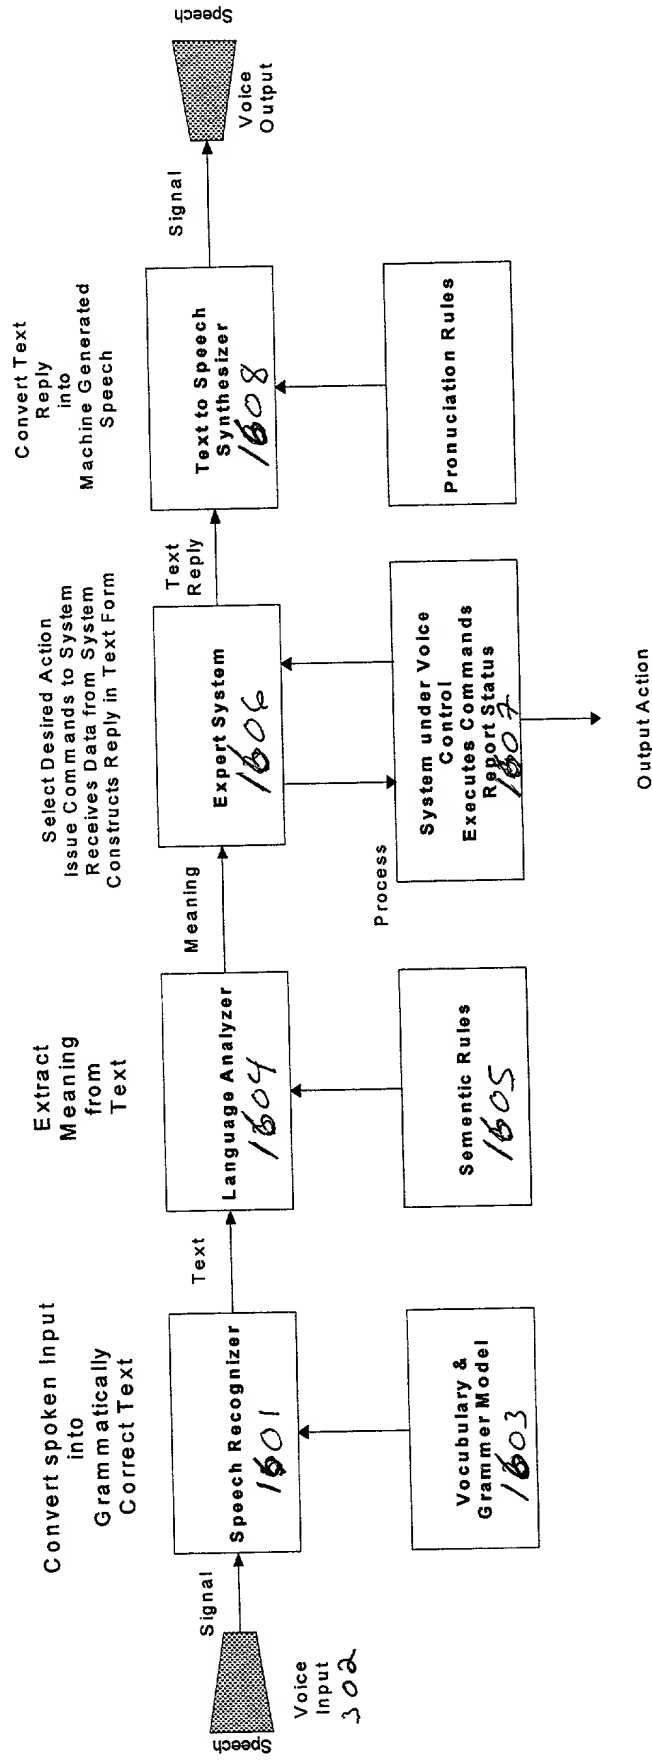 Convert spoken Input
into
Grammatically
Correct Text
Extract
Meaning
from
Text
Select Desired Action
Issue Commands to System
Receives Data from System
Constructs Reply in Text Form
Convert Text
Reply
into
Machine Generated
Speech
Speech
Voice
Input
302
Signal
Speech Recognizer
1601
Text
Language Analyzer
1604
Meaning
Expert System
1606
Text
Reply
Text to Speech
Synthesizer
1608
Signal
Voice
Output
Speech
Vocubulary &
Grammer Model
1603
Sementic Rules
1605
Process
System under Voice
Control
Executes Commands
Report Status
1607
Pronuciation Rules
Output Action